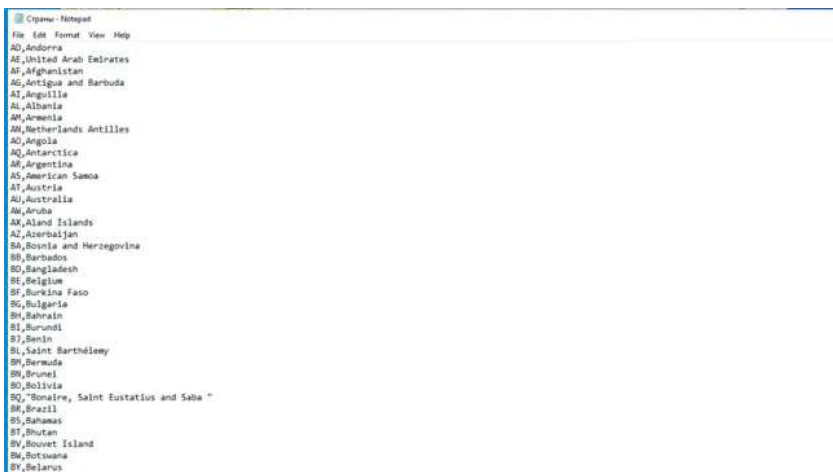 Страны - Notepad
File Edit Format View Help
AD,Andorra
AE,United Arab Emirates
AF,Afghanistan
AG,Antigua and Barbuda
AI,Anguilla
AL,Albania
AM,Armenia
AN,Netherlands Antilles
AO,Angola
AQ,Antarctica
AR,Argentina
AS,American Samoa
AT,Austria
AU,Australia
AW,Aruba
AX,Aland Islands
AZ,Azerbaijan
BA,Bosnia and Herzegovina
BB,Barbados
BD,Bangladesh
BE,Belgium
BF,Burkina Faso
BG,Bulgaria
BH,Bahrain
BI,Burundi
BJ,Benin
BL,Saint Barthélemy
BM,Bermuda
BN,Brunei
BO,Bolivia
BQ,"Bonaire, Saint Eustatius and Saba "
BR,Brazil
BS,Bahamas
BT,Bhutan
BV,Bouvet Island
BW,Botswana
BY,Belarus